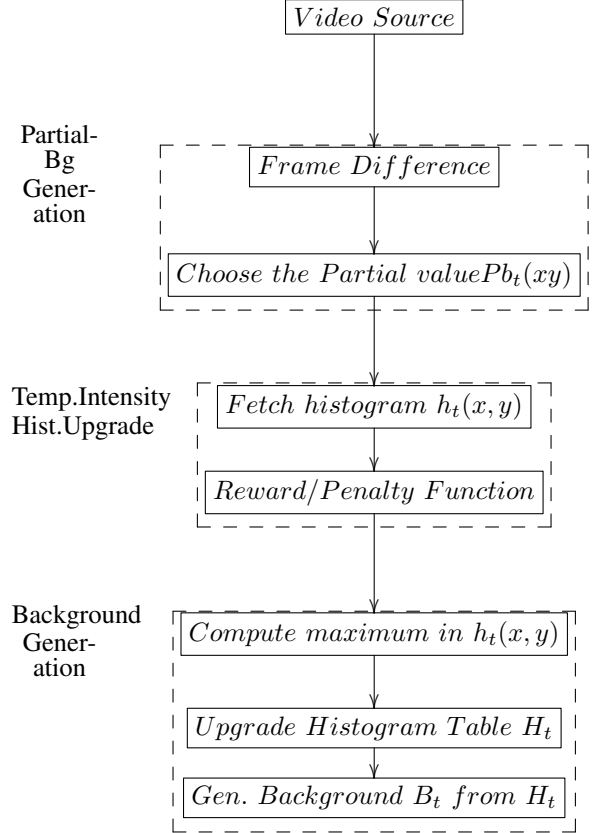 Video Source
Partial-
Bg
Gener-
ation
Frame Difference
Choose the Partial valuePb_t(xy)
Temp.Intensity
Hist.Upgrade
Fetch histogram h_t(x, y)
Reward/Penalty Function
Background
Gener-
ation
Compute maximum in h_t(x, y)
Upgrade Histogram Table H_t
Gen. Background B_t from H_t